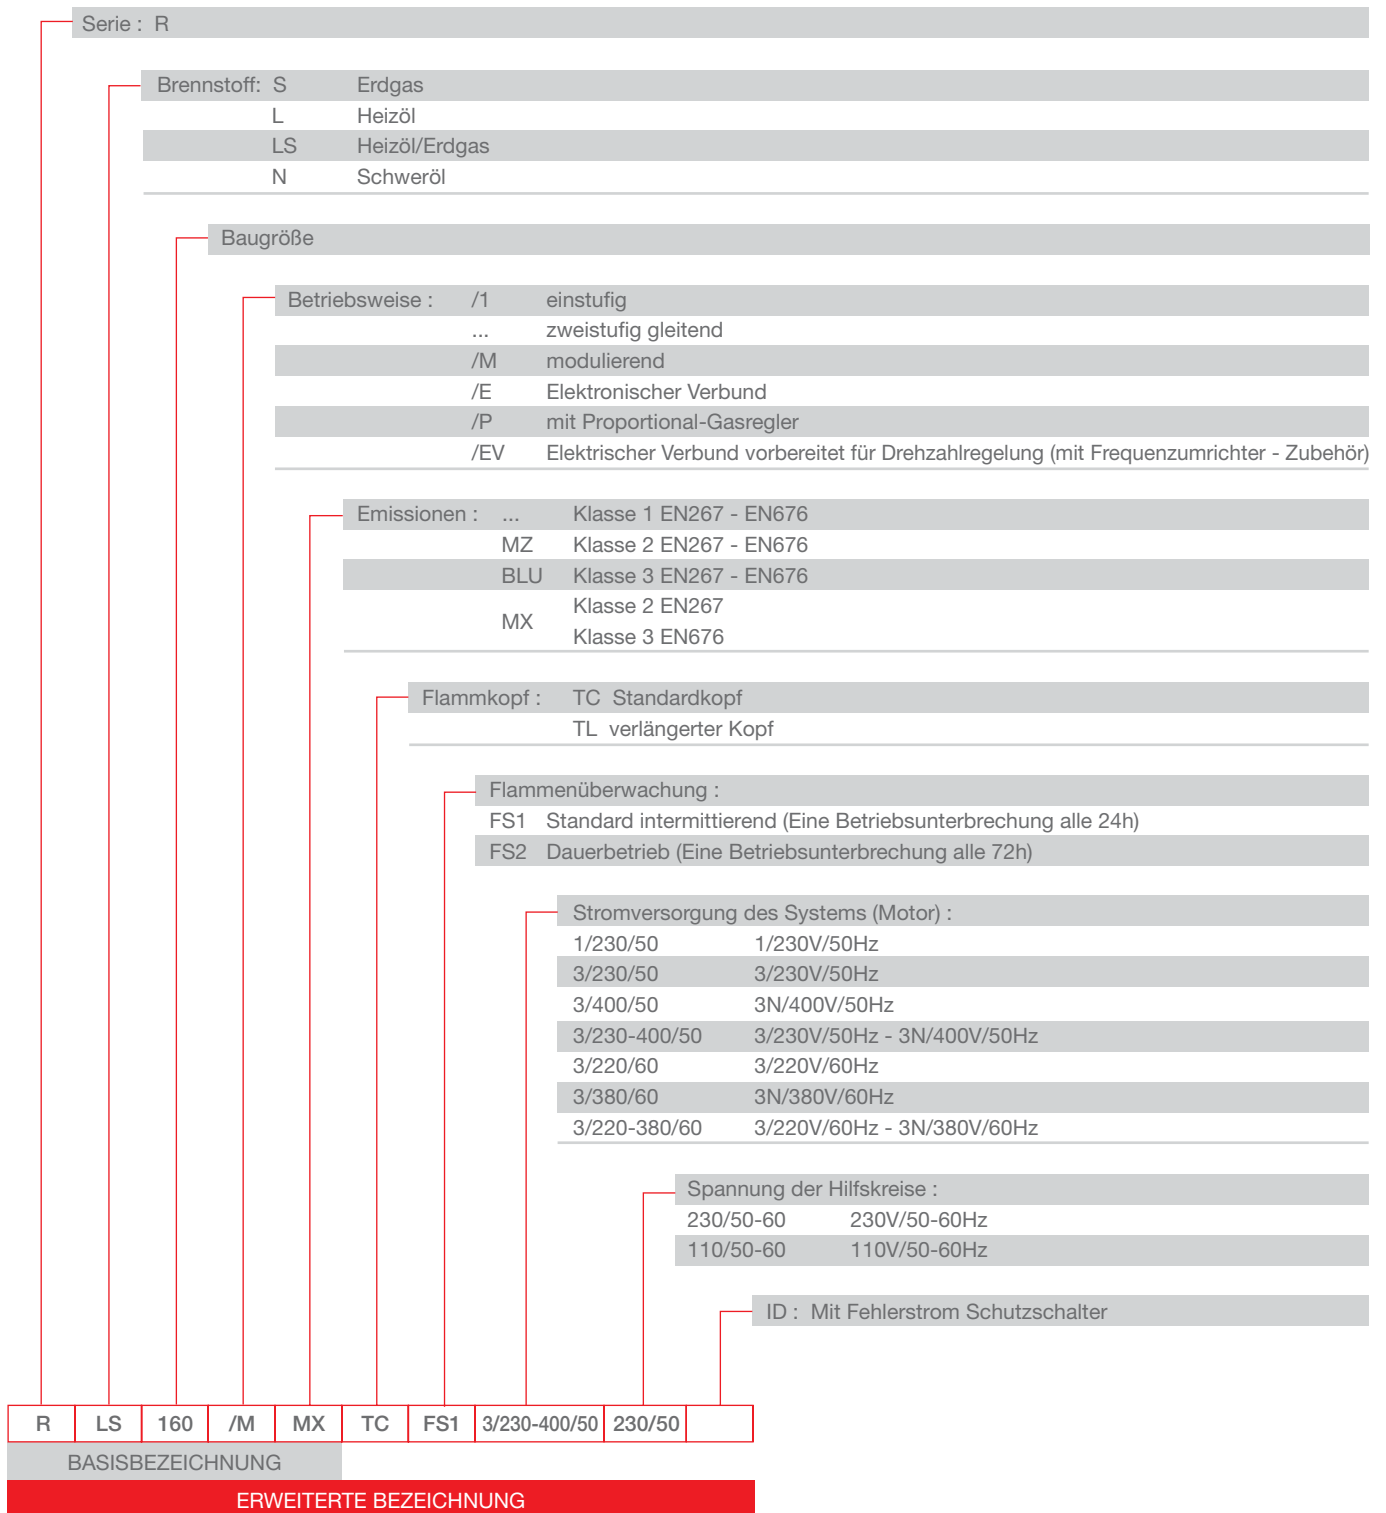 Serie : R
Brennstoff: S Erdgas
L Heizöl
LS Heizöl/Erdgas
N Schweröl
Baugröße
Betriebsweise : /1 einstufig
... zweistufig gleitend
/M modulierend
/E Elektronischer Verbund
/P mit Proportional-Gasregler
/EV Elektrischer Verbund vorbereitet für Drehzahlregelung (mit Frequenzumrichter - Zubehör)
Emissionen : ... Klasse 1 EN267 - EN676
MZ Klasse 2 EN267 - EN676
BLU Klasse 3 EN267 - EN676
Klasse 2 EN267
MX
Klasse 3 EN676
Flammkopf : TC Standardkopf
TL verlängerter Kopf
Flammenüberwachung :
FS1 Standard intermittierend (Eine Betriebsunterbrechung alle 24h)
FS2 Dauerbetrieb (Eine Betriebsunterbrechung alle 72h)
Stromversorgung des Systems (Motor) :
1/230/50 1/230V/50Hz
3/230/50 3/230V/50Hz
3/400/50 3N/400V/50Hz
3/230-400/50 3/230V/50Hz - 3N/400V/50Hz
3/220/60 3/220V/60Hz
3/380/60 3N/380V/60Hz
3/220-380/60 3/220V/60Hz - 3N/380V/60Hz
Spannung der Hilfskreise :
230/50-60 230V/50-60Hz
110/50-60 110V/50-60Hz
ID : Mit Fehlerstrom Schutzschalter
R LS 160 /M MX TC FS1 3/230-400/50 230/50
BASISBEZEICHNUNG
ERWEITERTE BEZEICHNUNG